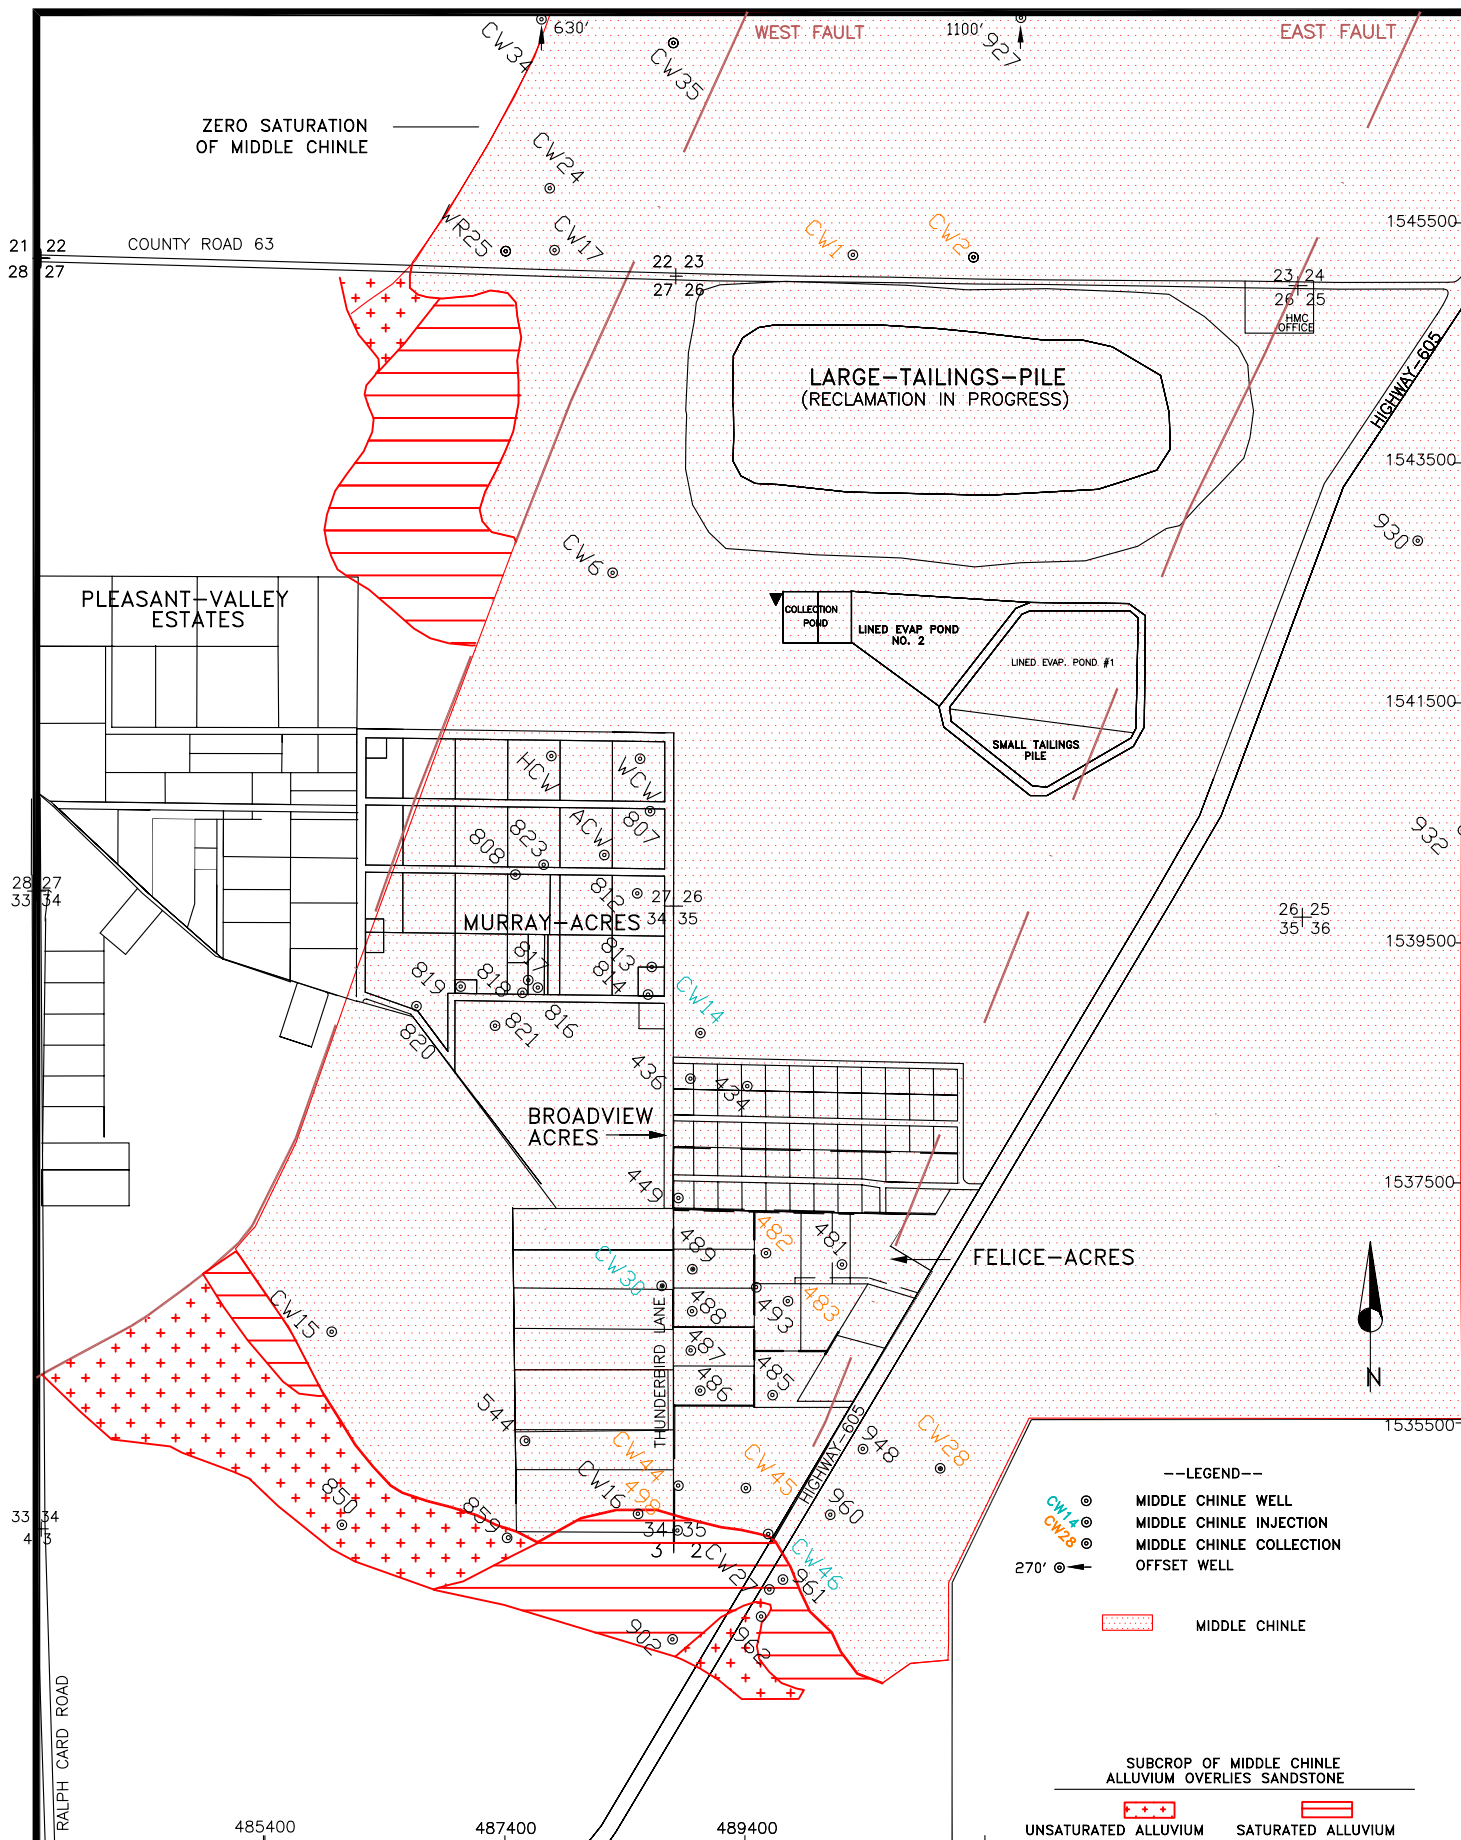 CW34
630'
CW35
WEST FAULT
1100'
927
EAST FAULT
ZERO SATURATION
OF MIDDLE CHINLE
CW24
WR25
CW17
CW1
CW2
1545500
21 22
28 27
COUNTY ROAD 63
22 23
27 26
23 24
26 25
HMC
OFFICE
HIGHWAY-605
LARGE-TAILINGS-PILE
(RECLAMATION IN PROGRESS)
1543500
930
CW6
PLEASANT-VALLEY
ESTATES
COLLECTION
POND
LINED EVAP POND
NO. 2
LINED EVAP. POND #1
SMALL TAILINGS
PILE
1541500
HCW
WCW
807
ACW
823
808
812
932
28 27
33 34
27 26
34 35
26 25
35 36
MURRAY-ACRES
1539500
817
813
814
818
819
816
821
820
CW14
436
434
BROADVIEW
ACRES
449
1537500
482
481
489
CW30
FELICE-ACRES
488
493
483
487
486
485
THUNDERBIRD LANE
CW15
544
CW44
498
CW45
HIGHWAY-605
948
CW28
1535500
N
850
859
CW16
960
33 34
4 3
34 35
3 2
CW27
CW46
961
902
962
--LEGEND--
CW14
MIDDLE CHINLE WELL
MIDDLE CHINLE INJECTION
CW28
MIDDLE CHINLE COLLECTION
270'
OFFSET WELL
MIDDLE CHINLE
RALPH CARD ROAD
SUBCROP OF MIDDLE CHINLE
ALLUVIUM OVERLIES SANDSTONE
UNSATURATED ALLUVIUM
SATURATED ALLUVIUM
485400
487400
489400